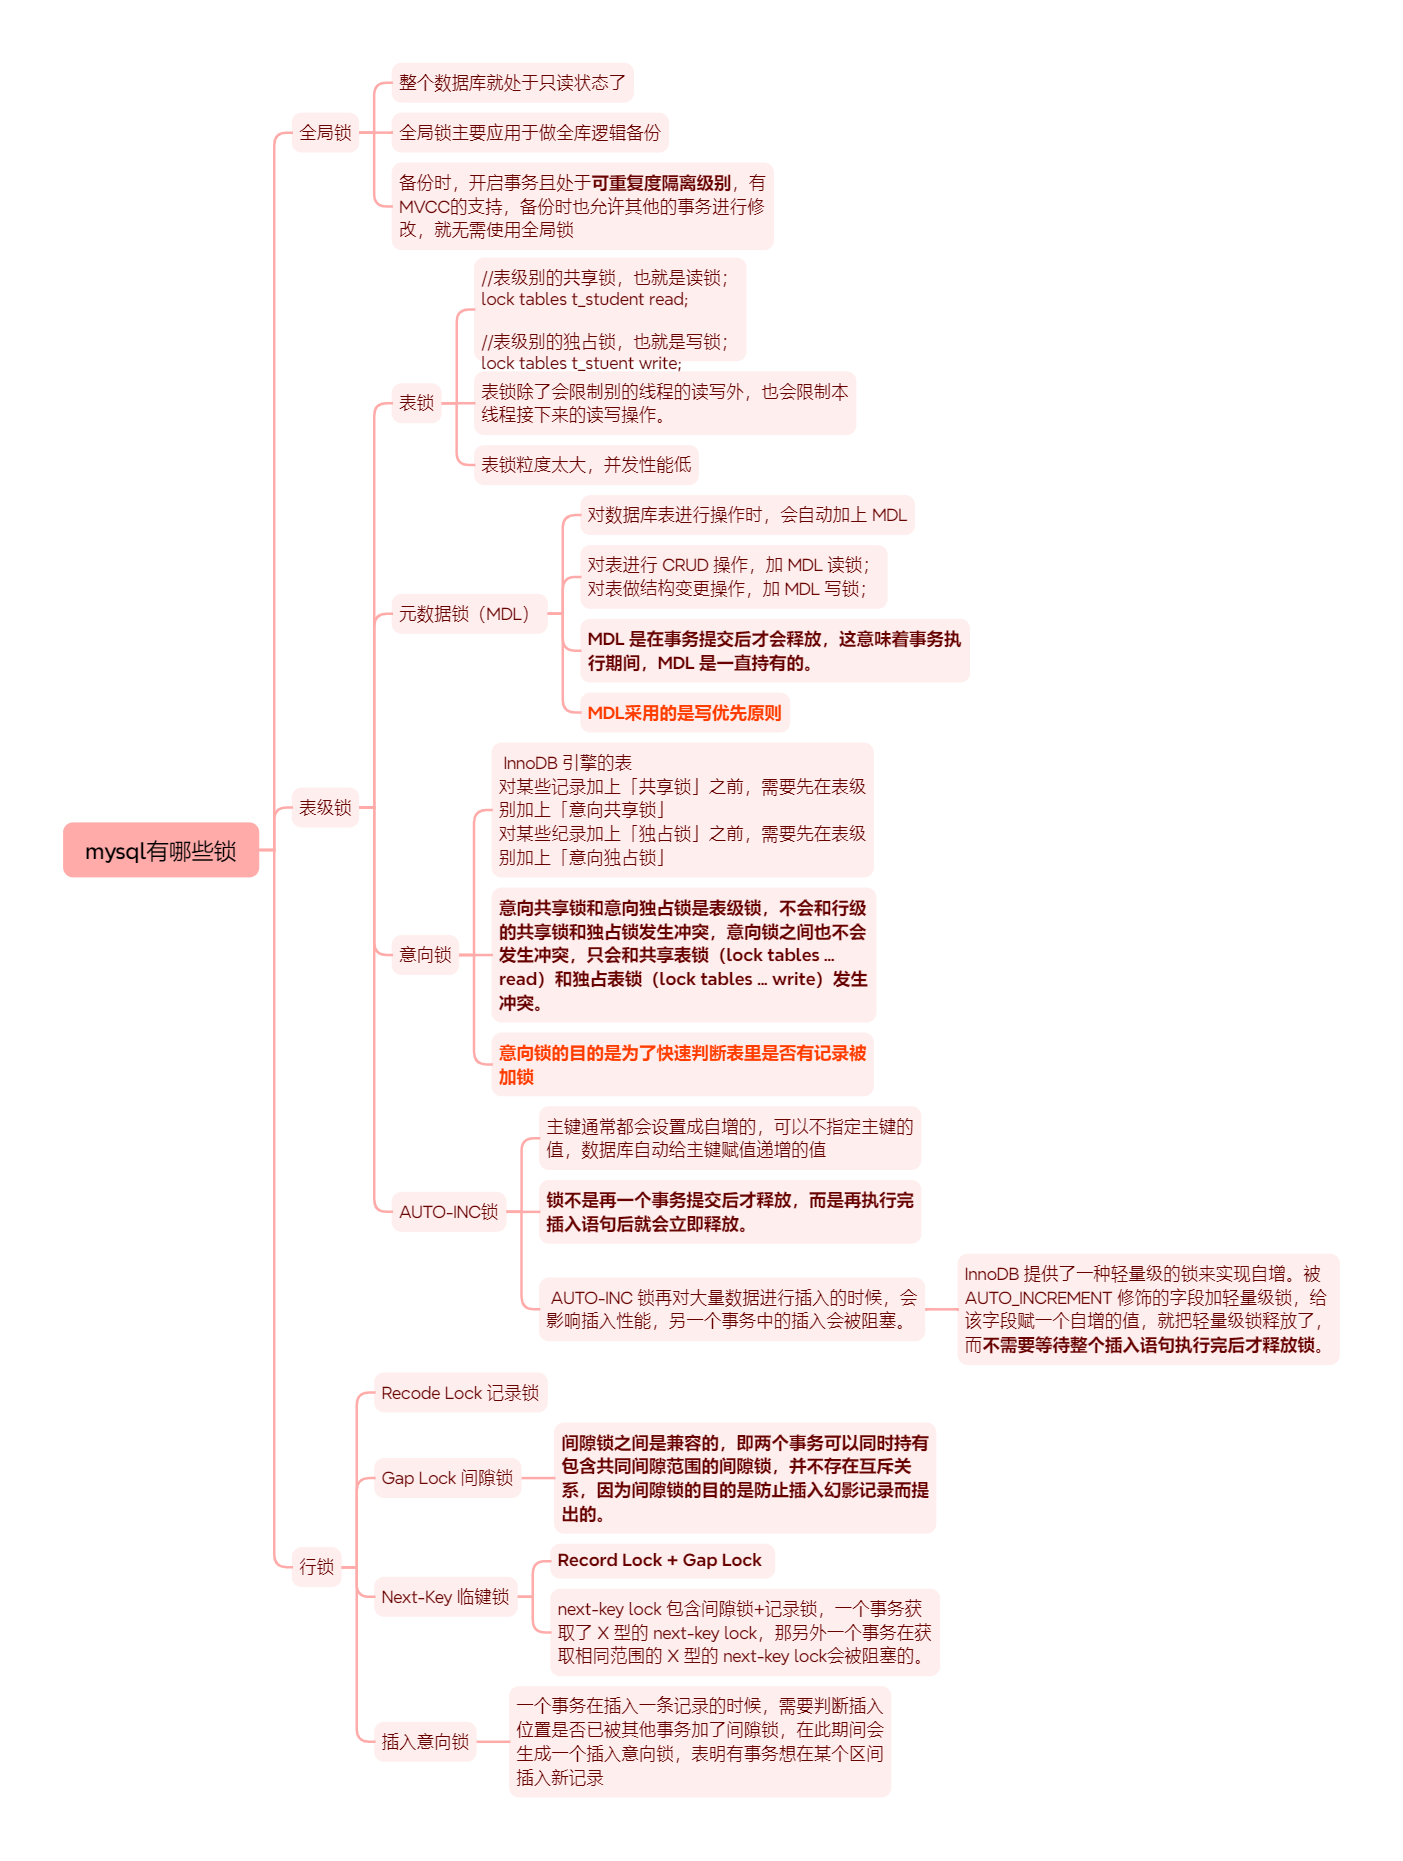 整个数据库就处于只读状态了
全局锁
全局锁主要应用于做全库逻辑备份
备份时，开启事务且处于可重复度隔离级别，有
MVCC的支持，备份时也允许其他的事务进行修
改，就无需使用全局锁
//表级别的共享锁，也就是读锁；
lock tables t_student read;
//表级别的独占锁，也就是写锁；
lock tables t_stuent write;
表锁
表锁除了会限制别的线程的读写外，也会限制本
线程接下来的读写操作。
表锁粒度太大，并发性能低
对数据库表进行操作时，会自动加上 MDL
对表进行 CRUD 操作，加 MDL 读锁；
对表做结构变更操作，加 MDL 写锁；
元数据锁（MDL）
MDL 是在事务提交后才会释放，这意味着事务执
行期间，MDL 是一直持有的。
MDL采用的是写优先原则
InnoDB 引擎的表
对某些记录加上「共享锁」之前，需要先在表级
别加上「意向共享锁」
对某些纪录加上「独占锁」之前，需要先在表级
别加上「意向独占锁」
表级锁
mysql有哪些锁
意向共享锁和意向独占锁是表级锁，不会和行级
的共享锁和独占锁发生冲突，意向锁之间也不会
发生冲突，只会和共享表锁（lock tables ...
read）和独占表锁（lock tables ... write）发生
冲突。
意向锁
意向锁的目的是为了快速判断表里是否有记录被
加锁
主键通常都会设置成自增的，可以不指定主键的
值，数据库自动给主键赋值递增的值
AUTO-INC锁
锁不是再一个事务提交后才释放，而是再执行完
插入语句后就会立即释放。
AUTO-INC 锁再对大量数据进行插入的时候，会
影响插入性能，另一个事务中的插入会被阻塞。
InnoDB 提供了一种轻量级的锁来实现自增。被
AUTO_INCREMENT 修饰的字段加轻量级锁，给
该字段赋一个自增的值，就把轻量级锁释放了，
而不需要等待整个插入语句执行完后才释放锁。
Recode Lock 记录锁
Gap Lock 间隙锁
间隙锁之间是兼容的，即两个事务可以同时持有
包含共同间隙范围的间隙锁，并不存在互斥关
系，因为间隙锁的目的是防止插入幻影记录而提
出的。
行锁
Next-Key 临键锁
Record Lock + Gap Lock
next-key lock 包含间隙锁+记录锁，一个事务获
取了 X 型的 next-key lock，那另外一个事务在获
取相同范围的 X 型的 next-key lock会被阻塞的。
插入意向锁
一个事务在插入一条记录的时候，需要判断插入
位置是否已被其他事务加了间隙锁，在此期间会
生成一个插入意向锁，表明有事务想在某个区间
插入新记录